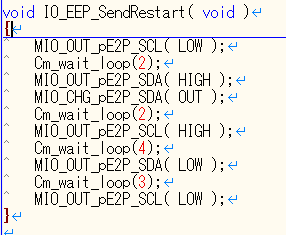 void IO_EEP_SendRestart( void )↵
{↵
^ MIO_OUT_pE2P_SCL( LOW );↵
^ Cm_wait_loop(2);↵
^ MIO_OUT_pE2P_SDA( HIGH );↵
^ MIO_CHG_pE2P_SDA( OUT );↵
^ Cm_wait_loop(2);↵
^ MIO_OUT_pE2P_SCL( HIGH );↵
^ Cm_wait_loop(4);↵
^ MIO_OUT_pE2P_SDA( LOW );↵
^ Cm_wait_loop(3);↵
^ MIO_OUT_pE2P_SCL( LOW );↵
}↵